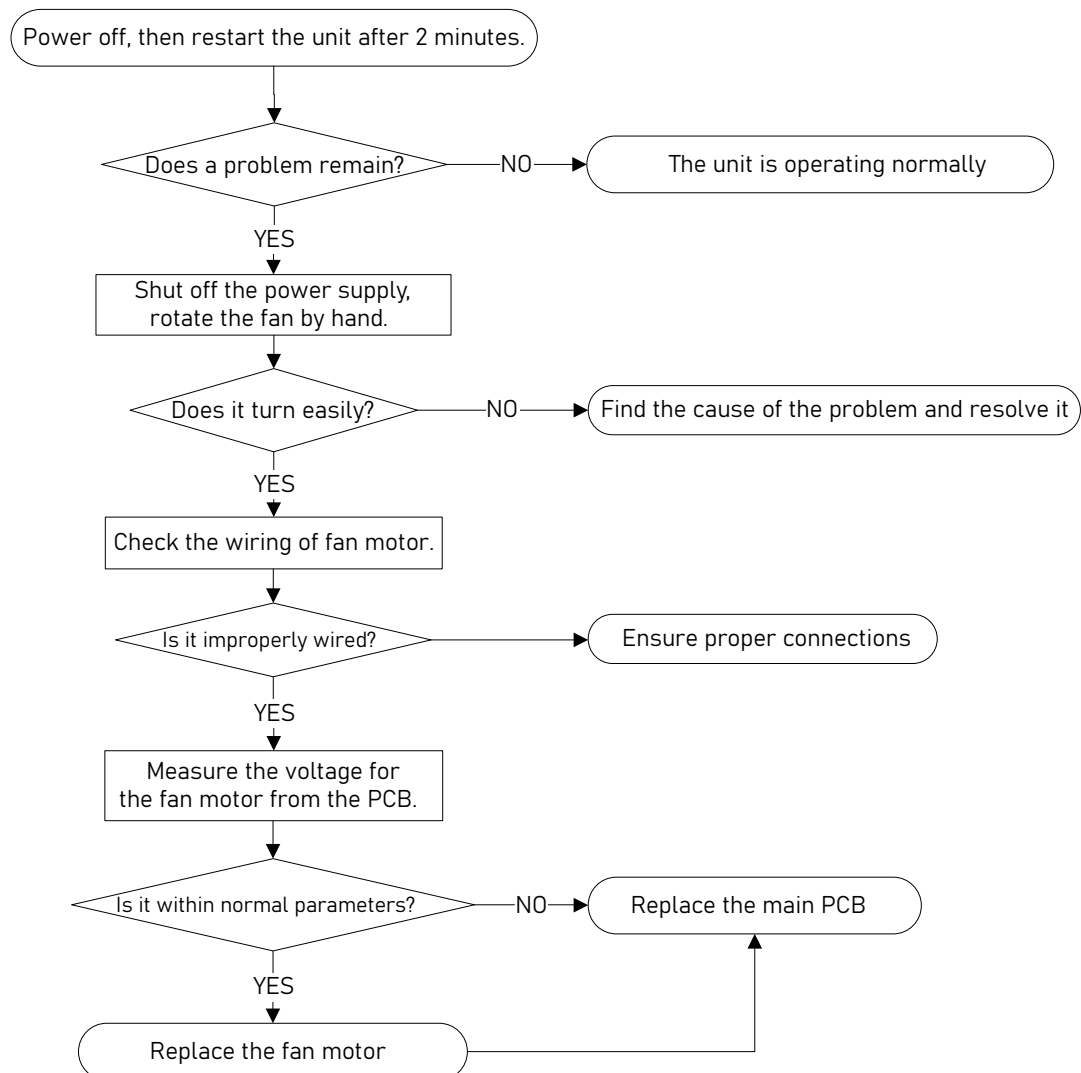 Power off, then restart the unit after 2 minutes.
Does a problem remain?
NO
The unit is operating normally
YES
Shut off the power supply,
rotate the fan by hand.
Does it turn easily?
NO
Find the cause of the problem and resolve it
YES
Check the wiring of fan motor.
Is it improperly wired?
Ensure proper connections
YES
Measure the voltage for
the fan motor from the PCB.
Is it within normal parameters?
NO
Replace the main PCB
YES
Replace the fan motor